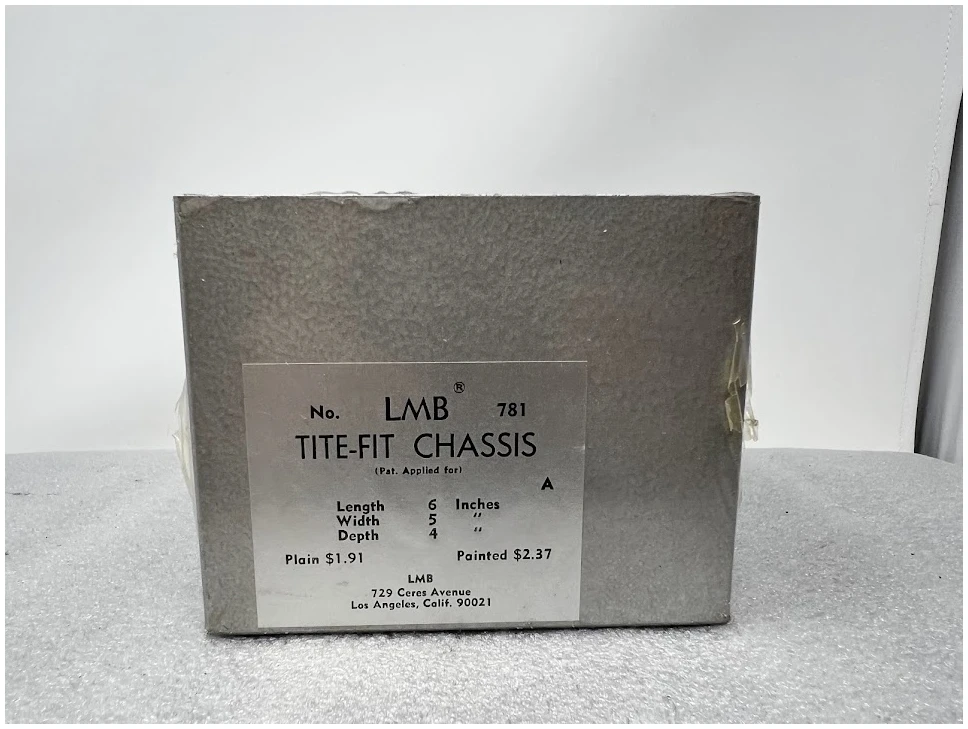 No. LMB® 781
TITE-FIT CHASSIS
(Pat. Applied for)
A
Length 6 Inches
Width 5 "
Depth 4 "
Plain $1.91 Painted $2.37
LMB
729 Ceres Avenue
Los Angeles, Calif. 90021